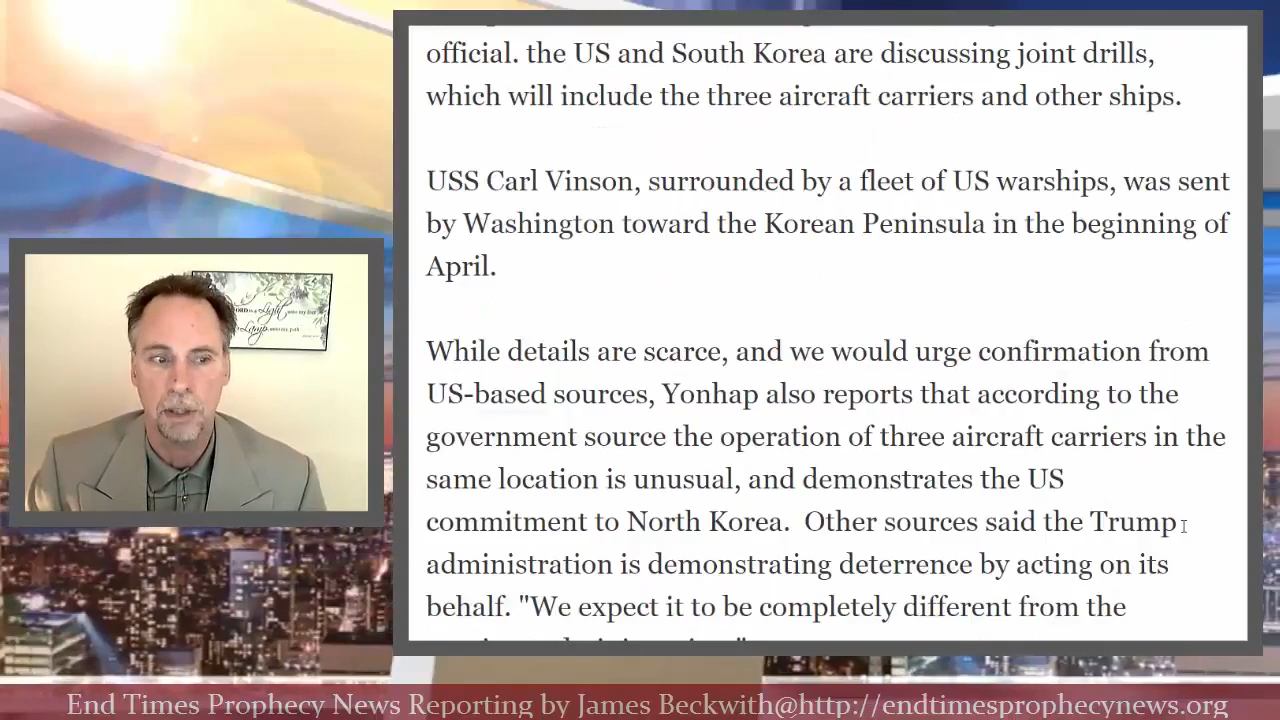 official. the US and South Korea are discussing joint drills,
which will include the three aircraft carriers and other ships.
USS Carl Vinson, surrounded by a fleet of US warships, was sent
by Washington toward the Korean Peninsula in the beginning of
April.
While details are scarce, and we would urge confirmation from
US-based sources, Yonhap also reports that according to the
government source the operation of three aircraft carriers in the
same location is unusual, and demonstrates the US
commitment to North Korea.  Other sources said the Trump
administration is demonstrating deterrence by acting on its
behalf. "We expect it to be completely different from the
Light
Lamp
End Times Prophecy News Reporting by James Beckwith@http://endtimesprophecynews.org